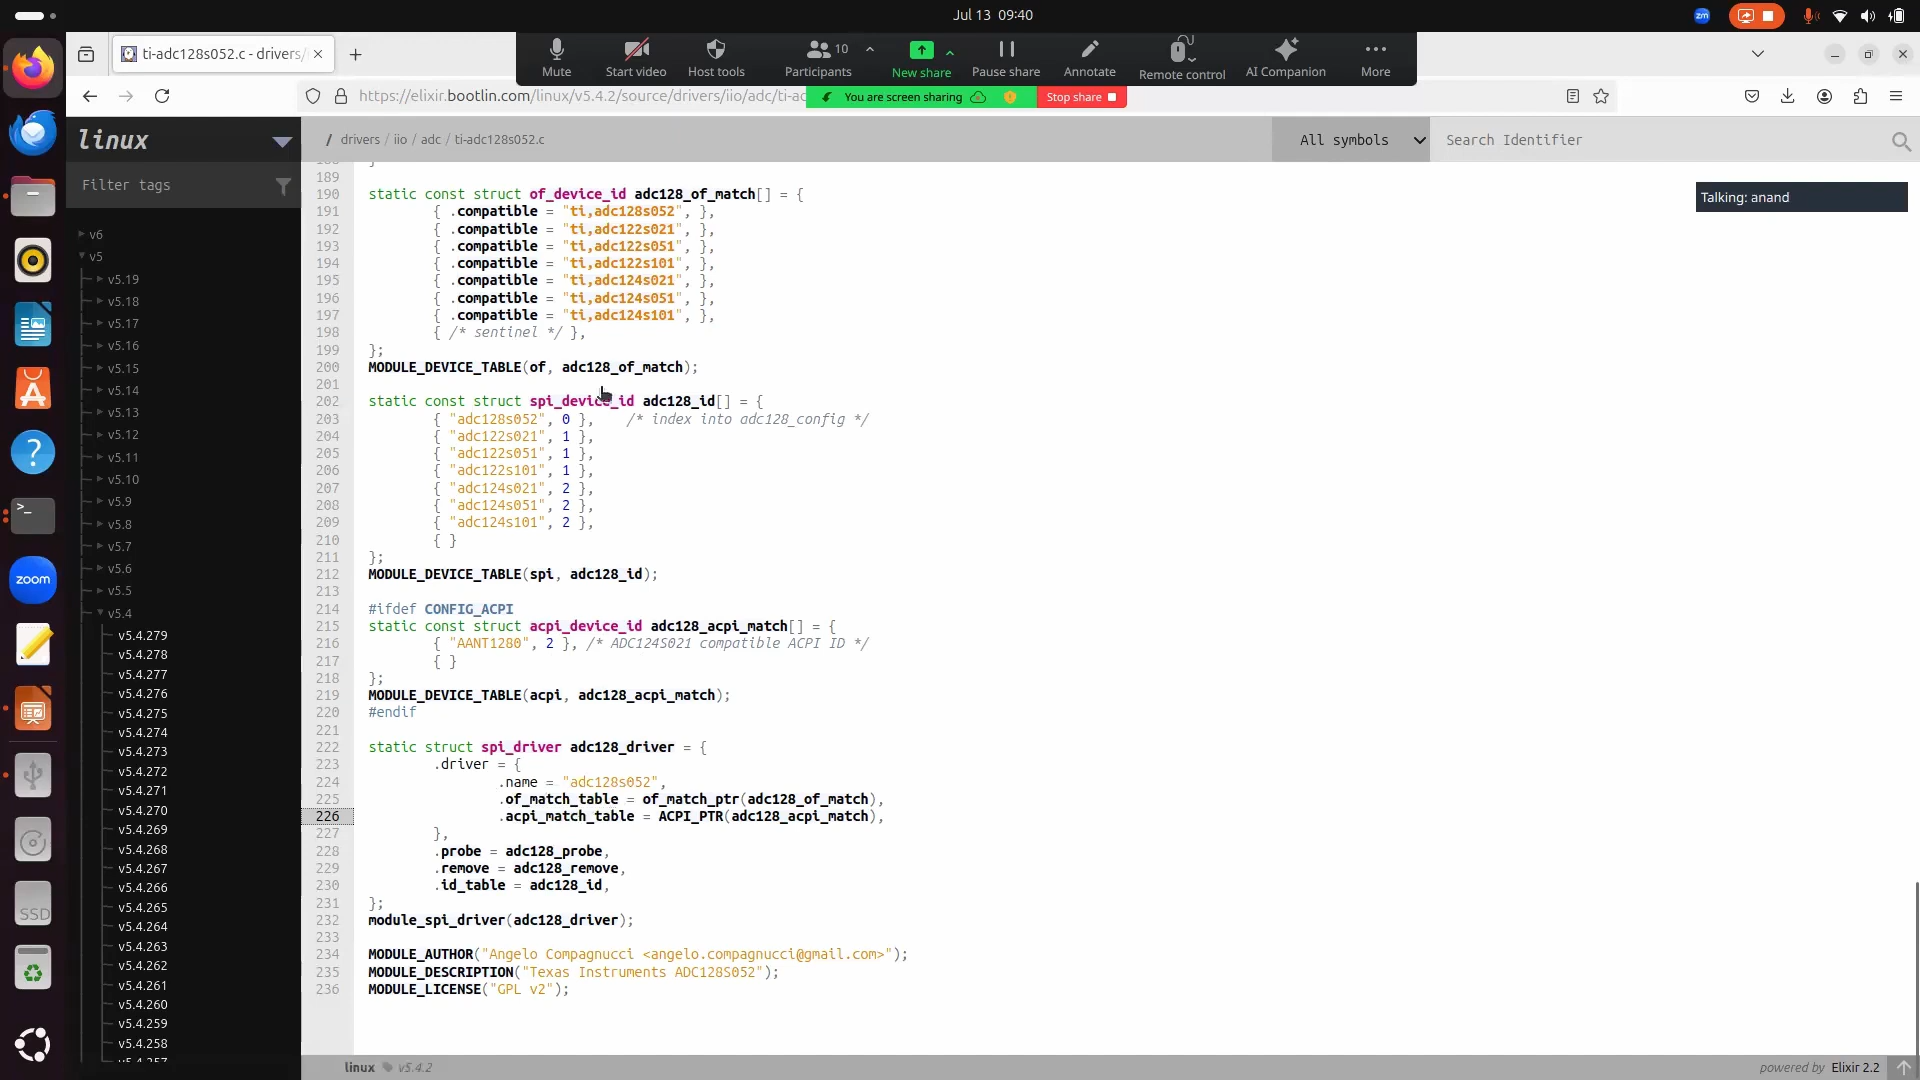 Jul 13 09:40
zm
ti-adc128s052.c - drivers/
Mute
Start video
Host tools
Participants
10
New share
Pause share
Annotate
Remote control
AI Companion
More
https://elixir.bootlin.com/linux/v5.4.2/source/drivers/iio/adc/ti-ad
You are screen sharing
Stop share
linux
/ drivers / iio / adc / ti-adc128s052.c
All symbols
Search Identifier
Filter tags
Talking: anand
v6
v5
v5.19
v5.18
v5.17
v5.16
v5.15
v5.14
v5.13
v5.12
v5.11
v5.10
v5.9
v5.8
v5.7
v5.6
v5.5
v5.4
v5.4.279
v5.4.278
v5.4.277
v5.4.276
v5.4.275
v5.4.274
v5.4.273
v5.4.272
v5.4.271
v5.4.270
v5.4.269
v5.4.268
v5.4.267
v5.4.266
v5.4.265
v5.4.264
v5.4.263
v5.4.262
v5.4.261
v5.4.260
v5.4.259
v5.4.258
v5.4.257
zoom
SSD
189
190 static const struct of_device_id adc128_of_match[] = {
191 { .compatible = "ti,adc128s052", },
192 { .compatible = "ti,adc122s021", },
193 { .compatible = "ti,adc122s051", },
194 { .compatible = "ti,adc122s101", },
195 { .compatible = "ti,adc124s021", },
196 { .compatible = "ti,adc124s051", },
197 { .compatible = "ti,adc124s101", },
198 { /* sentinel */ },
199 };
200 MODULE_DEVICE_TABLE(of, adc128_of_match);
201
202 static const struct spi_device_id adc128_id[] = {
203 { "adc128s052", 0 }, /* index into adc128_config */
204 { "adc122s021", 1 },
205 { "adc122s051", 1 },
206 { "adc122s101", 1 },
207 { "adc124s021", 2 },
208 { "adc124s051", 2 },
209 { "adc124s101", 2 },
210 { }
211 };
212 MODULE_DEVICE_TABLE(spi, adc128_id);
213
214 #ifdef CONFIG_ACPI
215 static const struct acpi_device_id adc128_acpi_match[] = {
216 { "AANT1280", 2 }, /* ADC124S021 compatible ACPI ID */
217 { }
218 };
219 MODULE_DEVICE_TABLE(acpi, adc128_acpi_match);
220 #endif
221
222 static struct spi_driver adc128_driver = {
223 .driver = {
224 .name = "adc128s052",
225 .of_match_table = of_match_ptr(adc128_of_match),
226 .acpi_match_table = ACPI_PTR(adc128_acpi_match),
227 },
228 .probe = adc128_probe,
229 .remove = adc128_remove,
230 .id_table = adc128_id,
231 };
232 module_spi_driver(adc128_driver);
233
234 MODULE_AUTHOR("Angelo Compagnucci <angelo.compagnucci@gmail.com>");
235 MODULE_DESCRIPTION("Texas Instruments ADC128S052");
236 MODULE_LICENSE("GPL v2");
linux v5.4.2
powered by Elixir 2.2